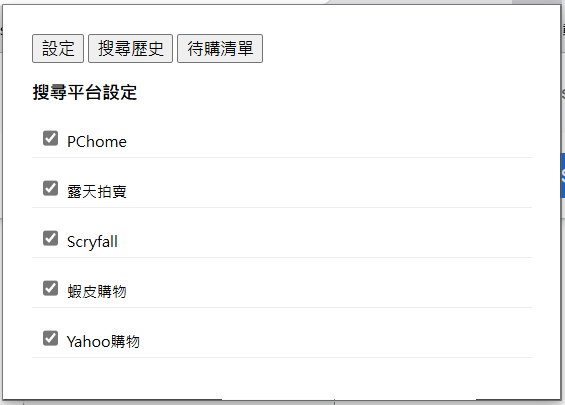 設定 搜尋歷史 待購清單
搜尋平台設定
PChome
露天拍賣
Scryfall
蝦皮購物
Yahoo購物